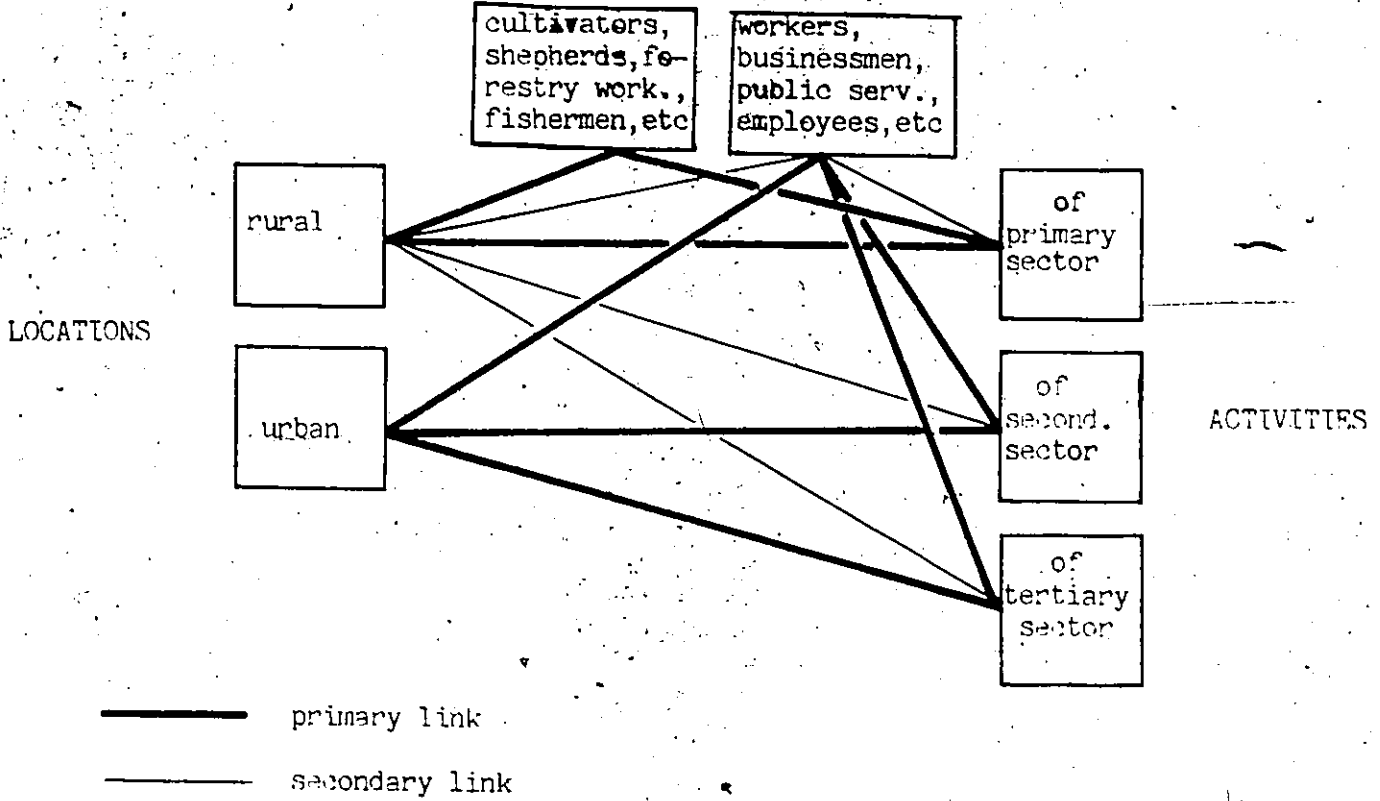 cultivators,
shepherds,fo-
restry work.,
fishermen,etc
workers,
businessmen,
public serv.,
employees,etc
rural
of
primary
sector
LOCATIONS
urban
of
second.
sector
ACTIVITIES
of
tertiary
sector
primary link
secondary link